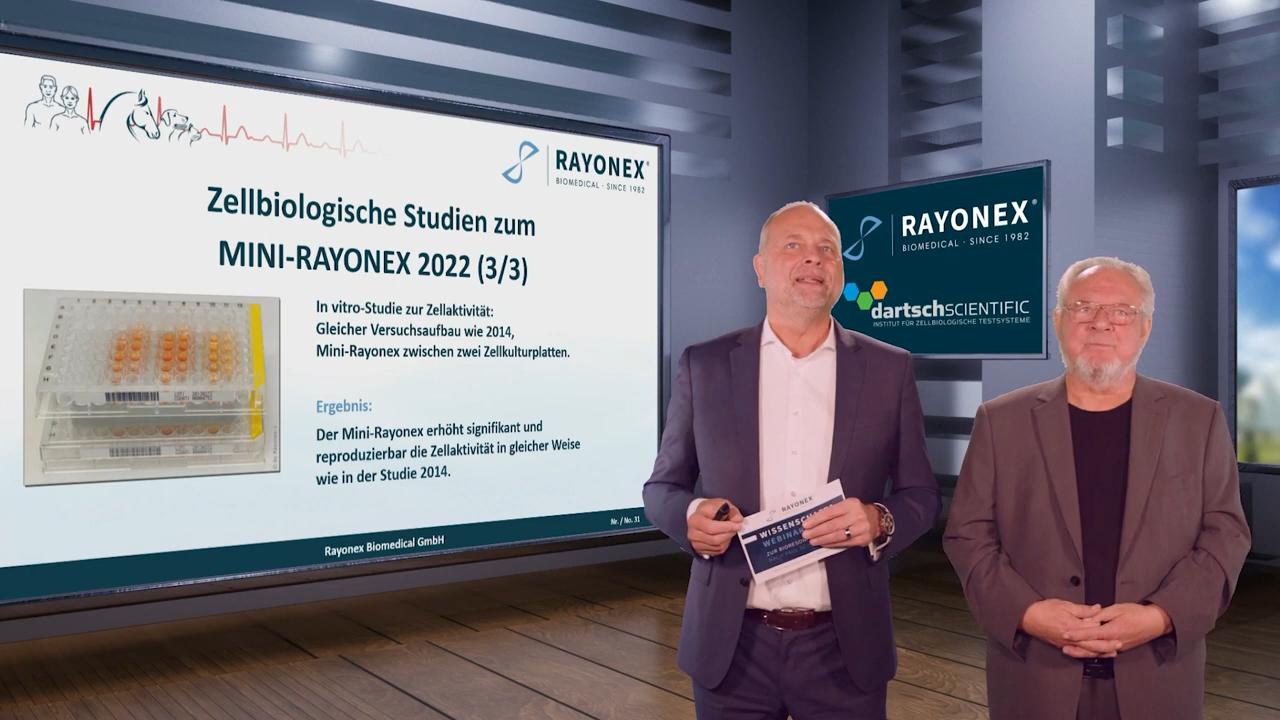 RAYONEX®
BIOMEDICAL · SINCE 1982
Zellbiologische Studien zum
MINI-RAYONEX 2022 (3/3)
In vitro-Studie zur Zellaktivität:
Gleicher Versuchsaufbau wie 2014,
Mini-Rayonex zwischen zwei Zellkulturplatten.
Ergebnis:
Der Mini-Rayonex erhöht signifikant und
reproduzierbar die Zellaktivität in gleicher Weise
wie in der Studie 2014.
Nr. / No. 31
Rayonex Biomedical GmbH
RAYONEX®
BIOMEDICAL · SINCE 1982
dartschSCIENTIFIC
INSTITUT FÜR ZELLBIOLOGISCHE TESTSYSTEME
RAYONEX